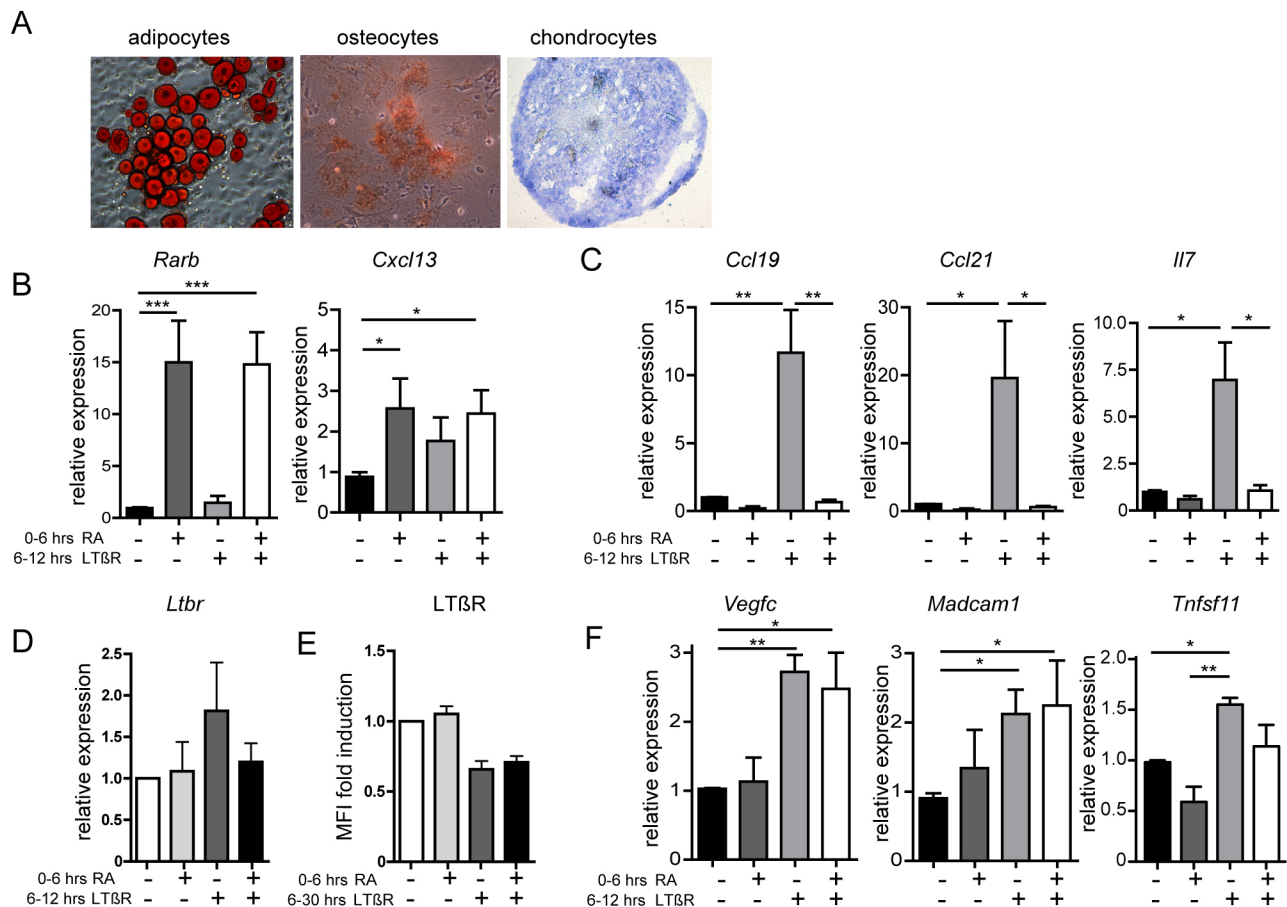 A
adipocytes osteocytes chondrocytes
B
Rarb
***
***
relative expression
20
15
10
5
0
0-6 hrs RA - + - +
6-12 hrs LTßR - - + +
Cxcl13
*
*
relative expression
5
4
3
2
1
0
- + - +
- - + +
C
Ccl19
** **
relative expression
15
10
5
0
0-6 hrs RA - + - +
6-12 hrs LTßR - - + +
Ccl21
* *
relative expression
30
20
10
0
- + - +
- - + +
Il7
* *
relative expression
10.0
7.5
5.0
2.5
0
- + - +
- - + +
D
Ltbr
relative expression
2.5
2.0
1.5
1.0
0.5
0.0
0-6 hrs RA - + - +
6-12 hrs LTßR - - + +
E
LTßR
MFI fold induction
1.5
1.0
0.5
0.0
0-6 hrs RA - + - +
6-30 hrs LTßR - - + +
F
Vegfc
*
**
relative expression
3
2
1
0
0-6 hrs RA - + - +
6-12 hrs LTßR - - + +
Madcam1
*
*
relative expression
3
2
1
0
- + - +
- - + +
Tnfsf11
*
**
relative expression
2.0
1.5
1.0
0.5
0
- + - +
- - + +